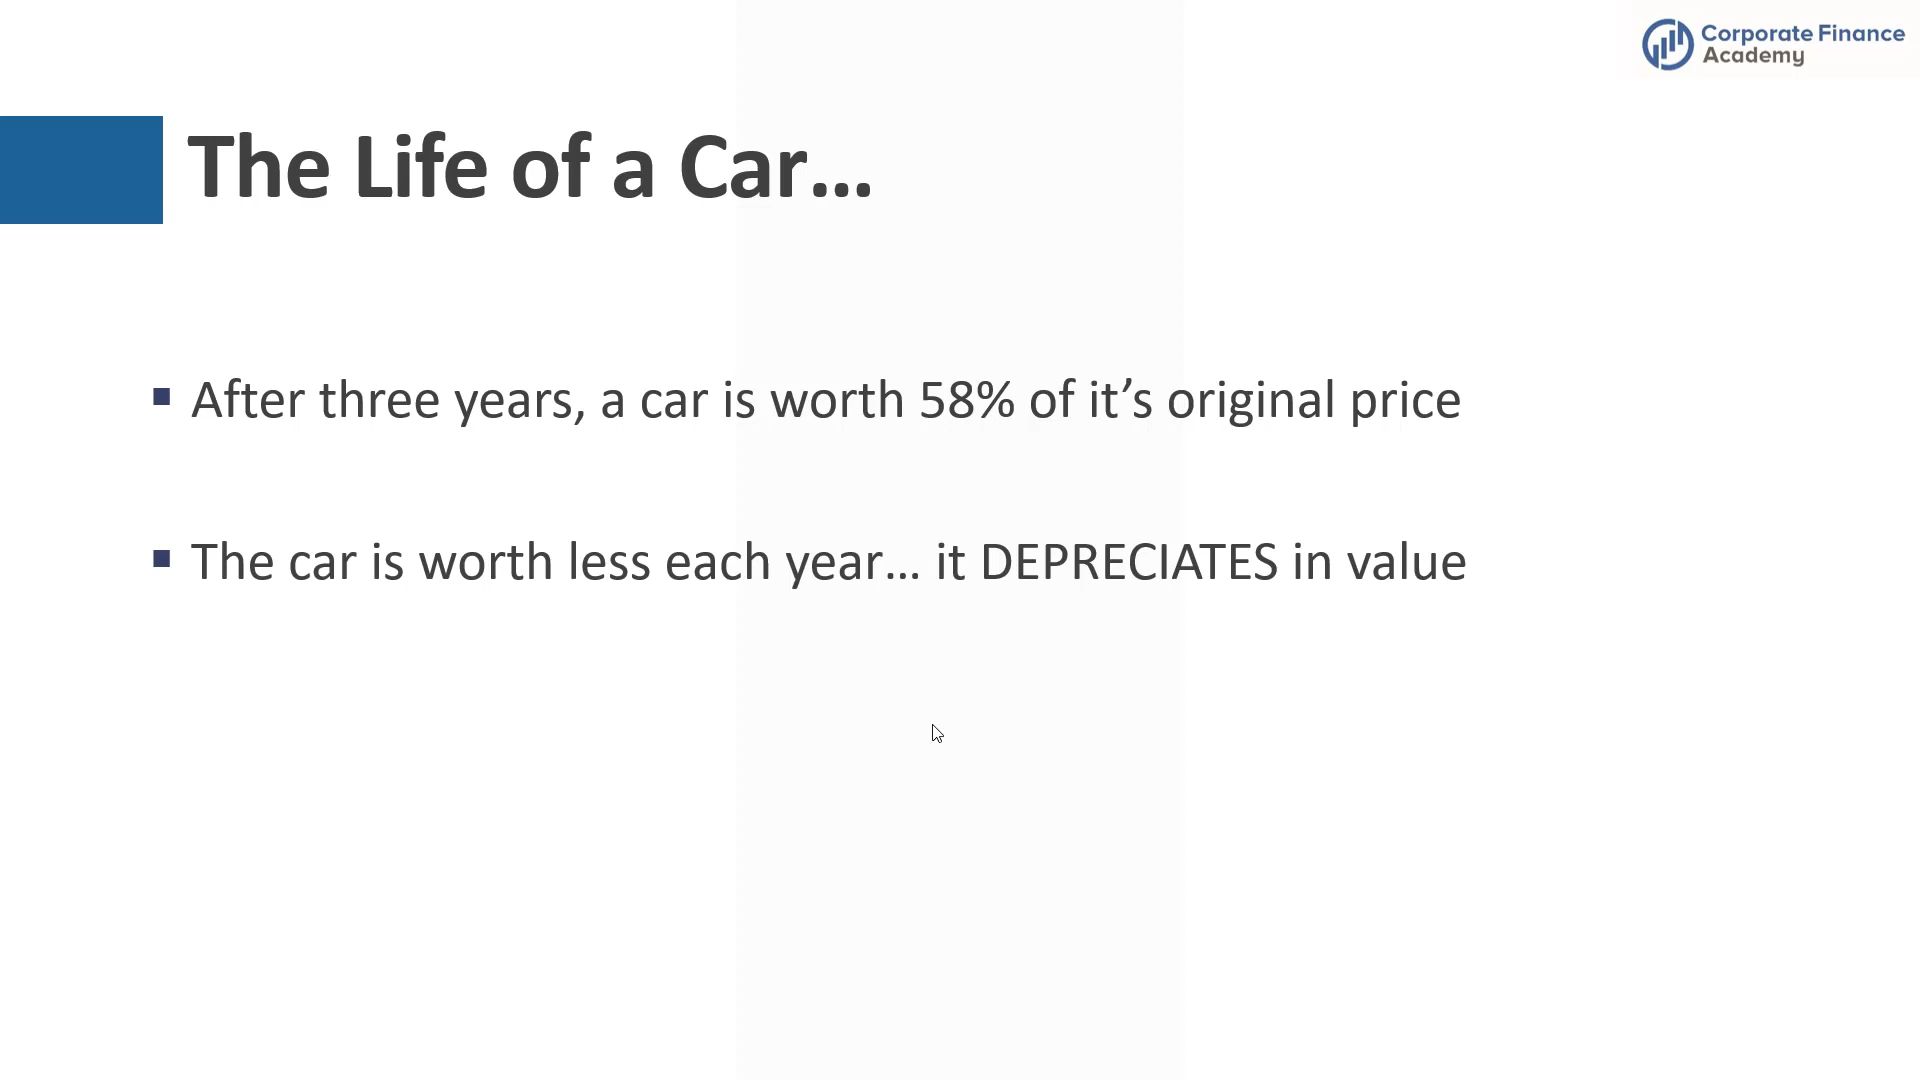 Corporate Finance
Academy
The Life of a Car...
After three years, a car is worth 58% of it’s original price
The car is worth less each year... it DEPRECIATES in value